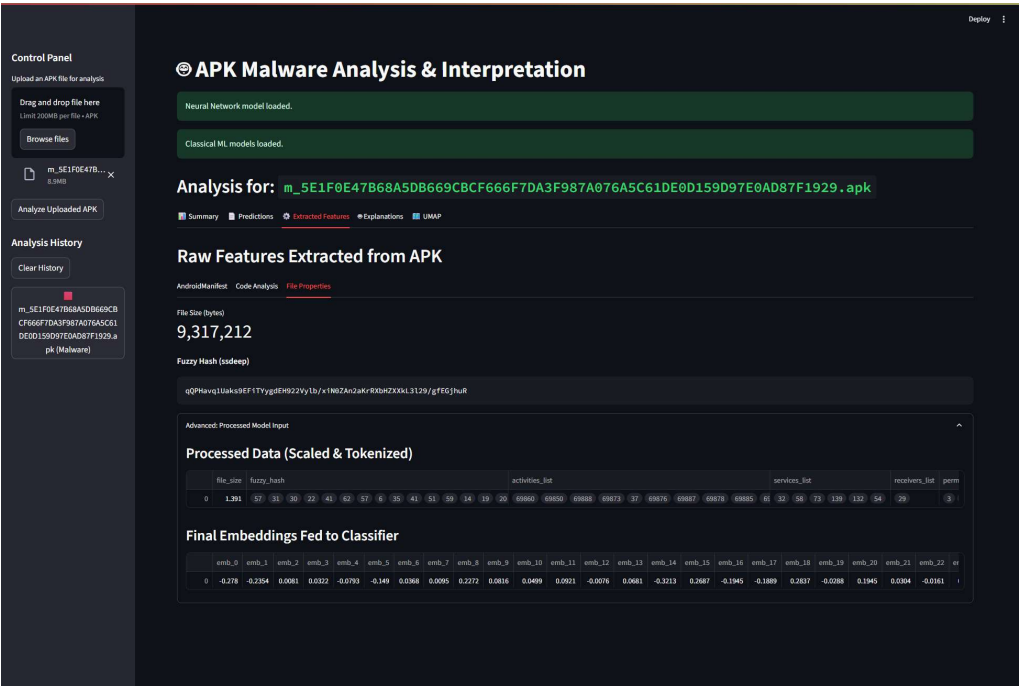 Deploy
Control Panel
Upload an APK file for analysis
Drag and drop file here
Limit 200MB per file • APK
Browse files
m_5E1F0E47B...
8.9MB
Analyze Uploaded APK
Analysis History
Clear History
m_5E1F0E47B68A5DB669CB
CF666F7DA3F987A076A5C61
DE0D159D97E0AD87F1929.a
pk (Malware)
APK Malware Analysis & Interpretation
Neural Network model loaded.
Classical ML models loaded.
Analysis for: m_5E1F0E47B68A5DB669CBCF666F7DA3F987A076A5C61DE0D159D97E0AD87F1929.apk
Summary Predictions Extracted Features Explanations UMAP
Raw Features Extracted from APK
AndroidManifest Code Analysis File Properties
File Size (bytes)
9,317,212
Fuzzy Hash (ssdeep)
qQPHavq1Uaks9EFiTYygdEH922Vylb/xiN0ZAn2aKrRXbHZXXkL3l29/gfEGjhuR
Advanced: Processed Model Input
Processed Data (Scaled & Tokenized)
file_size fuzzy_hash activities_list services_list receivers_list perm
0 1.391 57 31 30 22 41 62 57 6 35 41 51 59 14 19 20 69860 69850 69888 69873 37 69876 69887 69878 69885 32 58 73 139 132 54 29 3
Final Embeddings Fed to Classifier
emb_0 emb_1 emb_2 emb_3 emb_4 emb_5 emb_6 emb_7 emb_8 emb_9 emb_10 emb_11 emb_12 emb_13 emb_14 emb_15 emb_16 emb_17 emb_18 emb_19 emb_20 emb_21 emb_22
0 -0.278 -0.2354 0.0081 0.0322 -0.0793 -0.149 0.0368 0.0095 0.2272 0.0816 0.0499 0.0921 -0.0076 0.0681 -0.3213 0.2687 -0.1945 -0.1889 0.2837 -0.0288 0.1945 0.0304 -0.0161